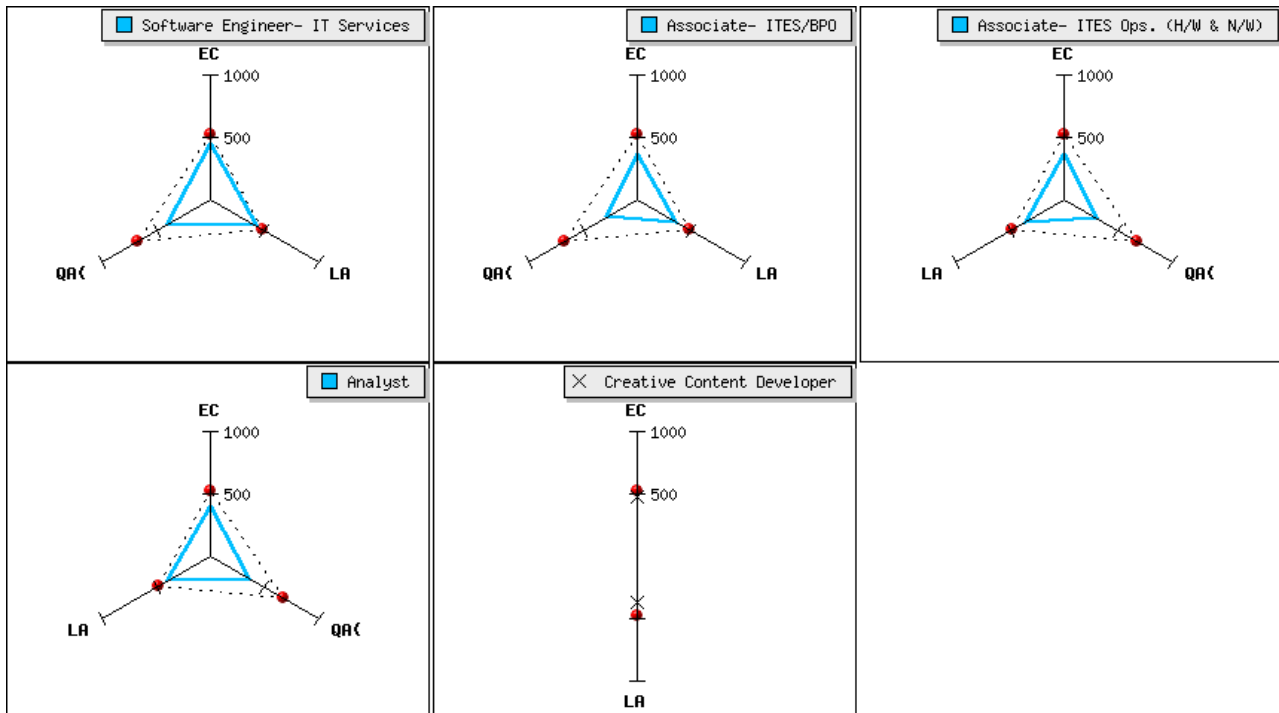 Software Engineer- IT Services
EC
1000
500
QA(
LA
Associate- ITES/BPO
EC
1000
500
QA(
LA
Associate- ITES Ops. (H/W & N/W)
EC
1000
500
LA
QA(
Analyst
EC
1000
500
LA
QA(
Creative Content Developer
EC
1000
500
LA